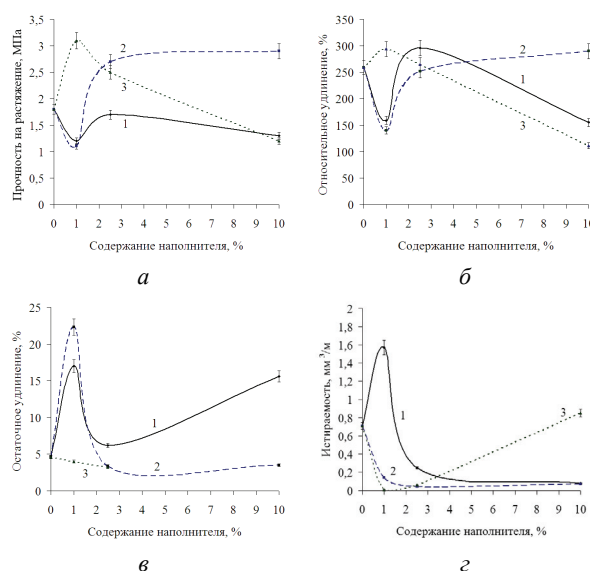 Прочность на растяжение, МПа
3,5
3
2,5
2
1,5
1
0,5
0
2
3
1
0 1 2 3 4 5 6 7 8 9 10
Содержание наполнителя, %
а
Относительое удлинение, %
350
300
250
200
150
100
50
0
2
1
3
0 1 2 3 4 5 6 7 8 9 10
Содержание наполнителя, %
б
Остаточное удлинение, %
25
20
15
10
5
0
1
2
3
0 1 2 3 4 5 6 7 8 9 10
Содержание наполнителя, %
в
Истираемость, мм³/м
2
1,8
1,6
1,4
1,2
1
0,8
0,6
0,4
0,2
0
1
2
3
0 1 2 3 4 5 6 7 8 9 10
Содержание наполнителя, %
г